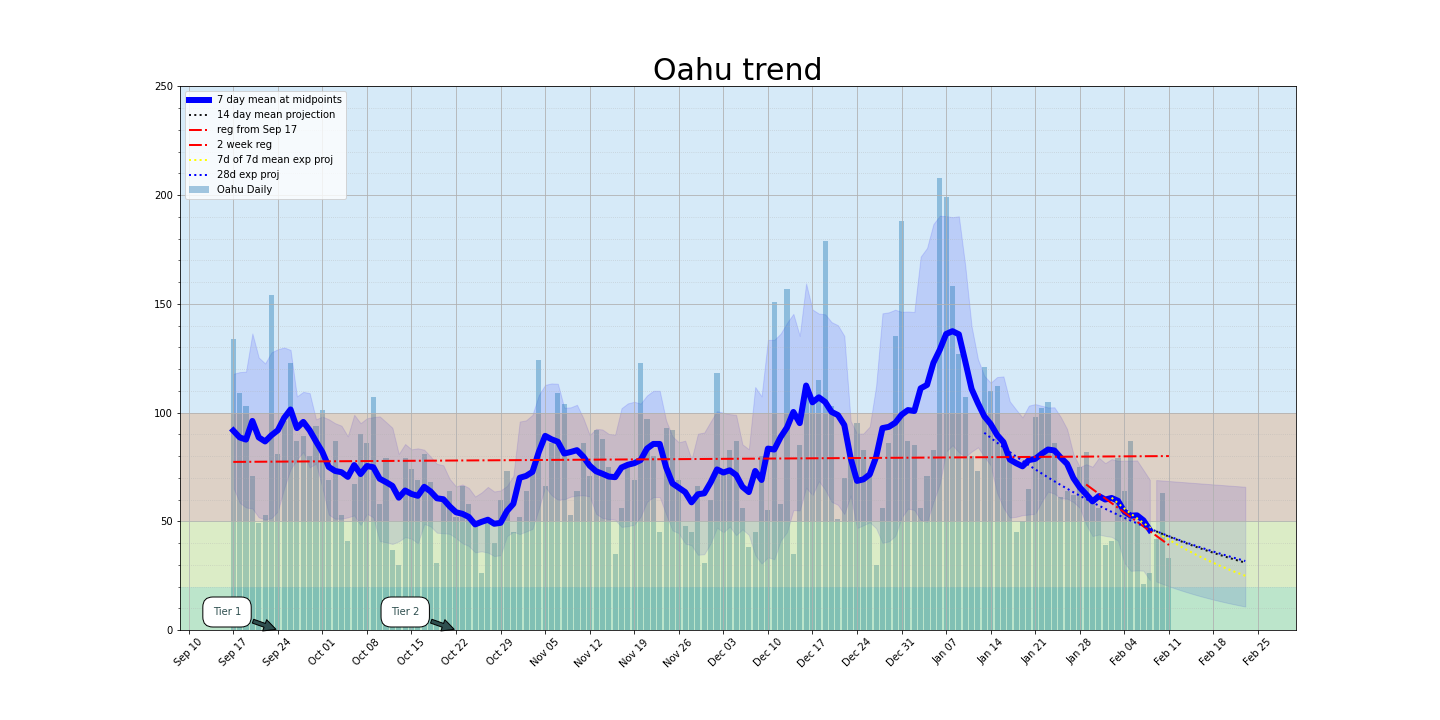 Oahu trend
250
200
150
100
50
0
7 day mean at midpoints
14 day mean projection
reg from Sep 17
2 week reg
7d of 7d mean exp proj
28d exp proj
Oahu Daily
Tier 1
Tier 2
Sep 10
Sep 17
Sep 24
Oct 01
Oct 08
Oct 15
Oct 22
Oct 29
Nov 05
Nov 12
Nov 19
Nov 26
Dec 03
Dec 10
Dec 17
Dec 24
Dec 31
Jan 07
Jan 14
Jan 21
Jan 28
Feb 04
Feb 11
Feb 18
Feb 25